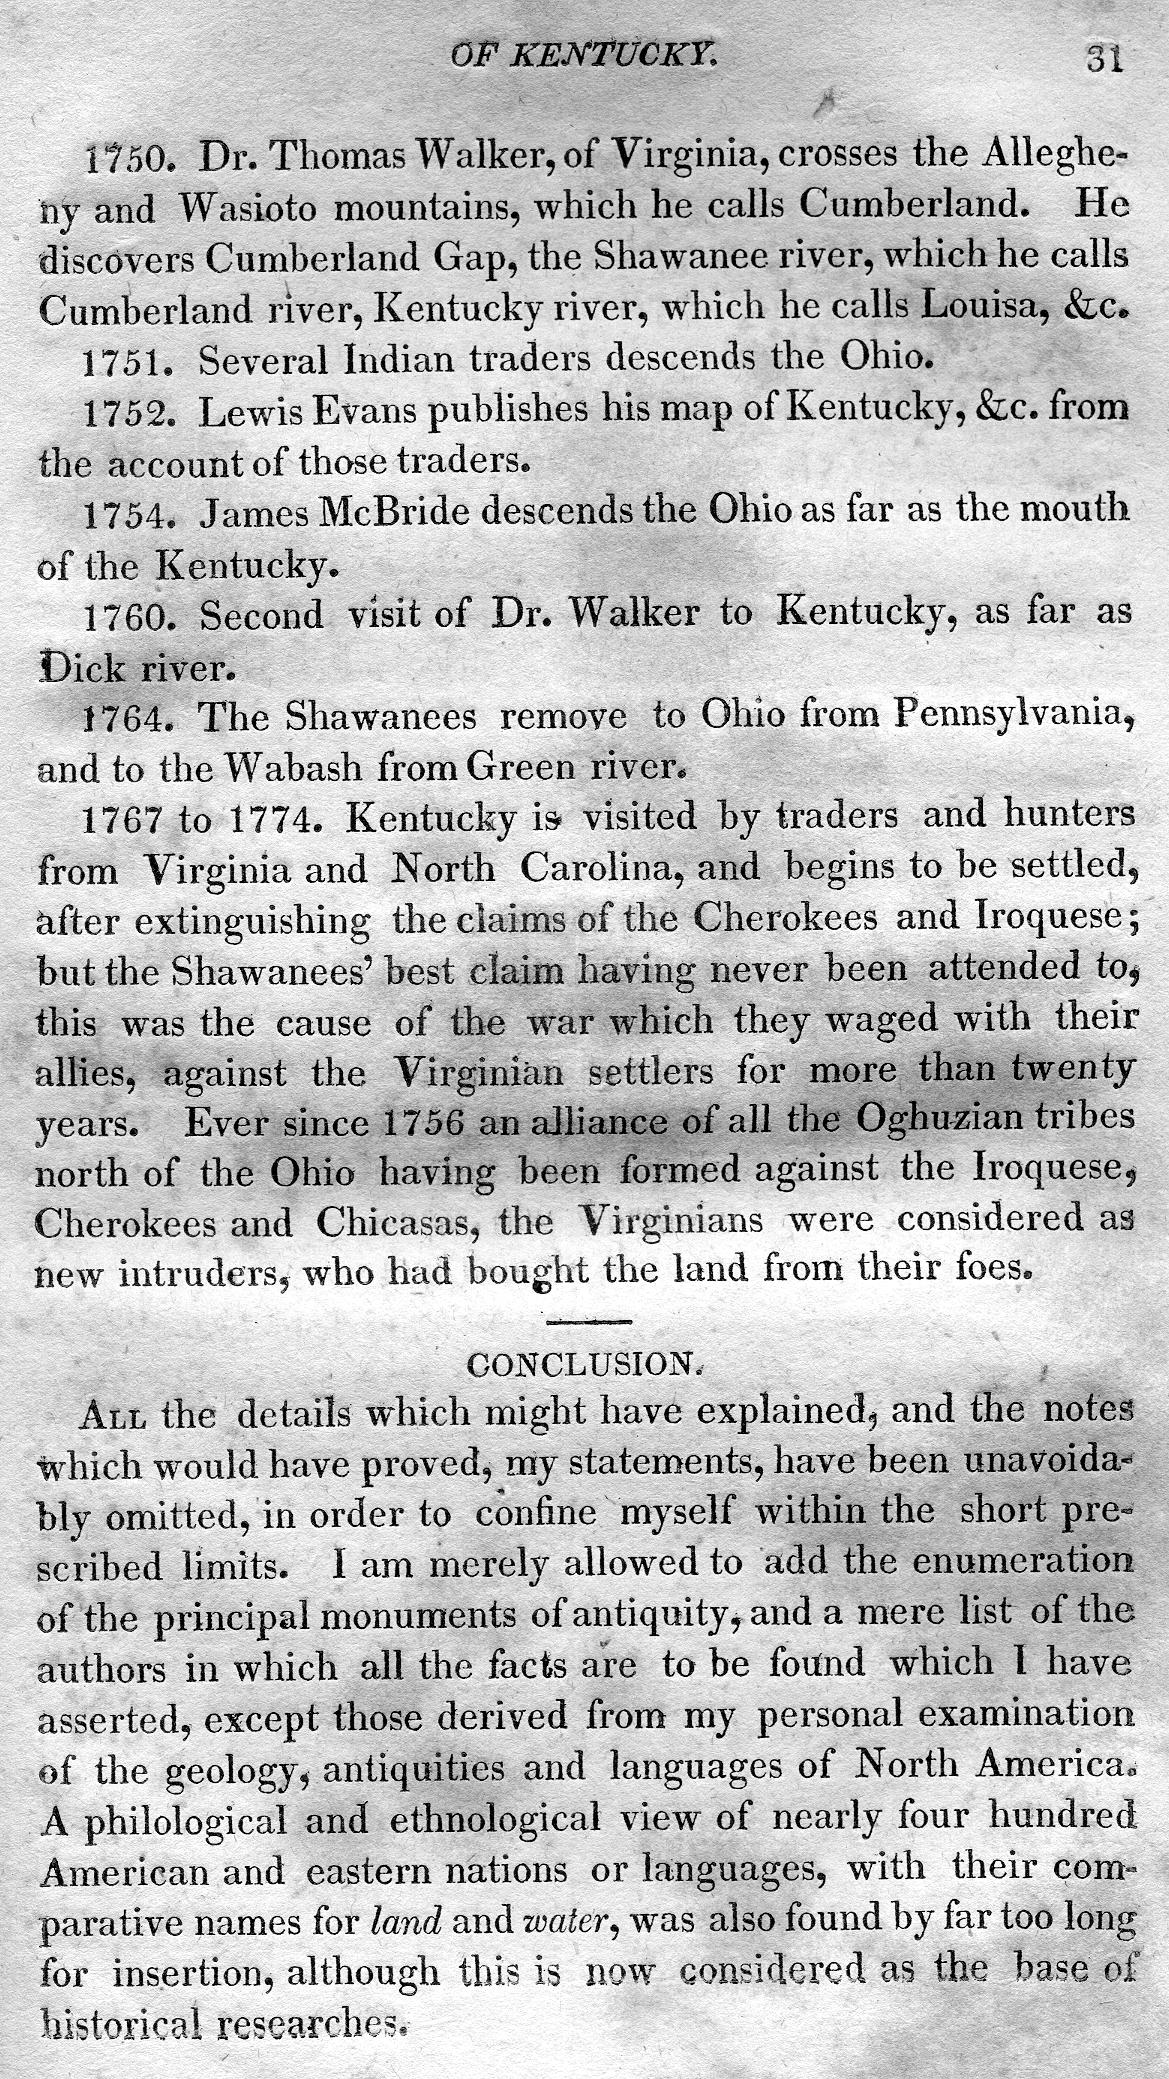 OF KENTUCKY. 31
1750. Dr. Thomas Walker, of Virginia, crosses the Alleghe-
ny and Wasioto mountains, which he calls Cumberland. He
discovers Cumberland Gap, the Shawanee river, which he calls
Cumberland river, Kentucky river, which he calls Louisa, &c.
1751. Several Indian traders descends the Ohio.
1752. Lewis Evans publishes his map of Kentucky, &c. from
the account of those traders.
1754. James McBride descends the Ohio as far as the mouth
of the Kentucky.
1760. Second visit of Dr. Walker to Kentucky, as far as
Dick river.
1764. The Shawanees remove to Ohio from Pennsylvania,
and to the Wabash from Green river.
1767 to 1774. Kentucky is visited by traders and hunters
from Virginia and North Carolina, and begins to be settled,
after extinguishing the claims of the Cherokees and Iroquese;
but the Shawanees' best claim having never been attended to,
this was the cause of the war which they waged with their
allies, against the Virginian settlers for more than twenty
years. Ever since 1756 an alliance of all the Oghuzian tribes
north of the Ohio having been formed against the Iroquese,
Cherokees and Chicasas, the Virginians were considered as
new intruders, who had bought the land from their foes.
CONCLUSION.
ALL the details which might have explained, and the notes
which would have proved, my statements, have been unavoida-
bly omitted, in order to confine myself within the short pre-
scribed limits. I am merely allowed to add the enumeration
of the principal monuments of antiquity, and a mere list of the
authors in which all the facts are to be found which I have
asserted, except those derived from my personal examination
of the geology, antiquities and languages of North America.
A philological and ethnological view of nearly four hundred
American and eastern nations or languages, with their com-
parative names for land and water, was also found by far too long
for insertion, although this is now considered as the base of
historical researches.